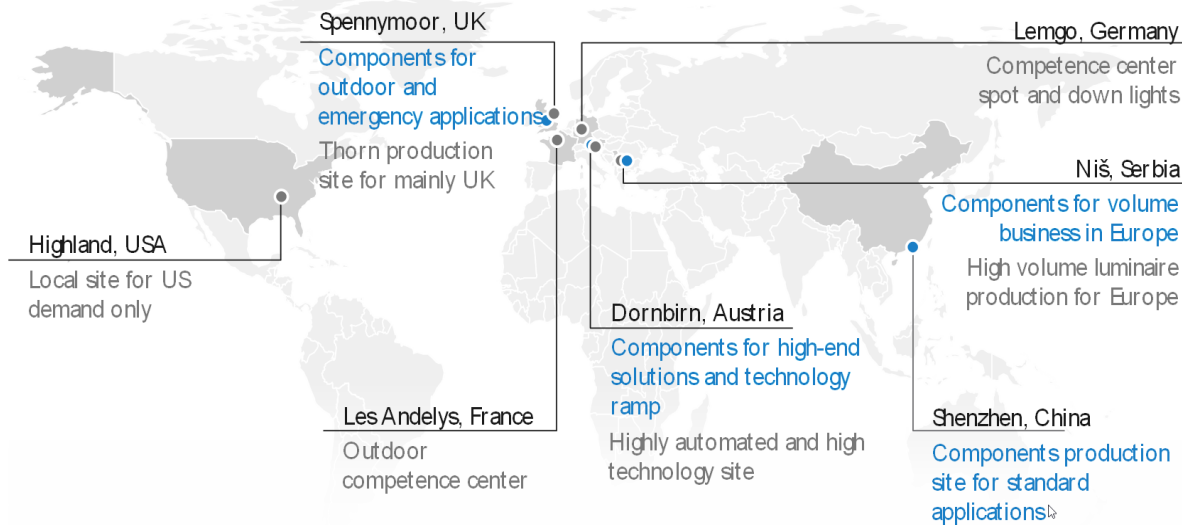 Spennymoor, UK
Components for
outdoor and
emergency applications
Thorn production
site for mainly UK
Lemgo, Germany
Competence center
spot and down lights
Niš, Serbia
Components for volume
business in Europe
High volume luminaire
production for Europe
Highland, USA
Local site for US
demand only
Dornbirn, Austria
Components for high-end
solutions and technology
ramp
Highly automated and high
technology site
Les Andelys, France
Outdoor
competence center
Shenzhen, China
Components production
site for standard
applications